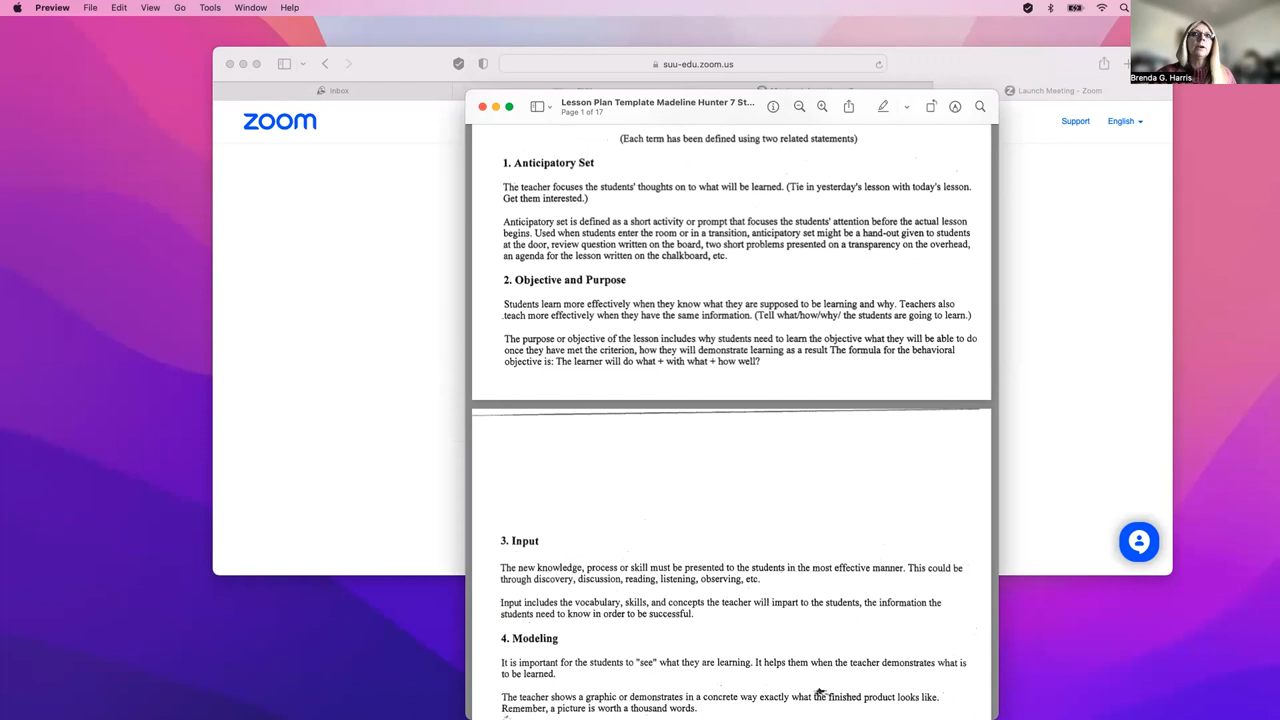 Preview File Edit View Go Tools Window Help
suu-edu.zoom.us
Inbox
Launch Meeting - Zoom
Brenda G. Harris
zoom
Support English
Lesson Plan Template Madeline Hunter 7 St...
Page 1 of 17
(Each term has been defined using two related statements)
1. Anticipatory Set
The teacher focuses the students' thoughts on to what will be learned. (Tie in yesterday's lesson with today's lesson.
Get them interested.)
Anticipatory set is defined as a short activity or prompt that focuses the students' attention before the actual lesson
begins. Used when students enter the room or in a transition, anticipatory set might be a hand-out given to students
at the door, review question written on the board, two short problems presented on a transparency on the overhead,
an agenda for the lesson written on the chalkboard, etc.
2. Objective and Purpose
Students learn more effectively when they know what they are supposed to be learning and why. Teachers also
teach more effectively when they have the same information. (Tell what/how/why/ the students are going to learn.)
The purpose or objective of the lesson includes why students need to learn the objective what they will be able to do
once they have met the criterion, how they will demonstrate learning as a result The formula for the behavioral
objective is: The learner will do what + with what + how well?
3. Input
The new knowledge, process or skill must be presented to the students in the most effective manner. This could be
through discovery, discussion, reading, listening, observing, etc.
Input includes the vocabulary, skills, and concepts the teacher will impart to the students, the information the
students need to know in order to be successful.
4. Modeling
It is important for the students to "see" what they are learning. It helps them when the teacher demonstrates what is
to be learned.
The teacher shows a graphic or demonstrates in a concrete way exactly what the finished product looks like.
Remember, a picture is worth a thousand words.